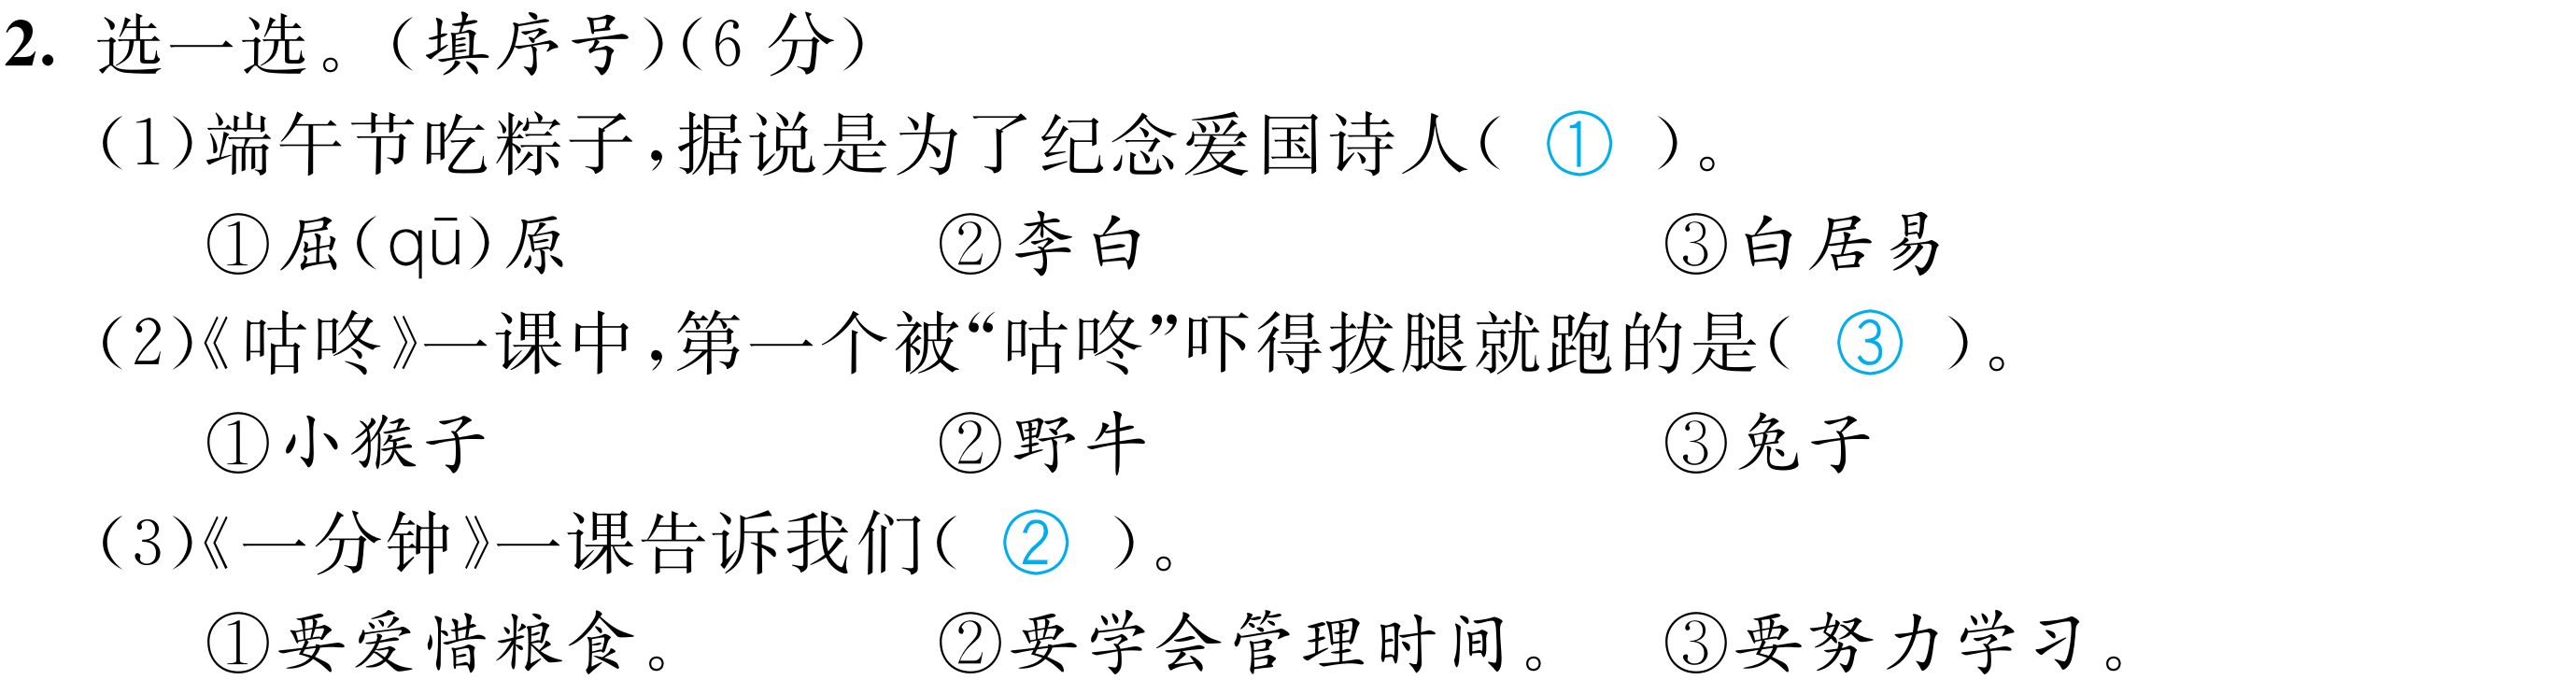 2. 选一选。(填序号)(6 分)
(1)端午节吃粽子,据说是为了纪念爱国诗人( ① )。
①屈(qū)原 ②李白 ③白居易
(2)《咕咚》一课中,第一个被“咕咚”吓得拔腿就跑的是( ③ )。
①小猴子 ②野牛 ③兔子
(3)《一分钟》一课告诉我们( ② )。
①要爱惜粮食。 ②要学会管理时间。 ③要努力学习。